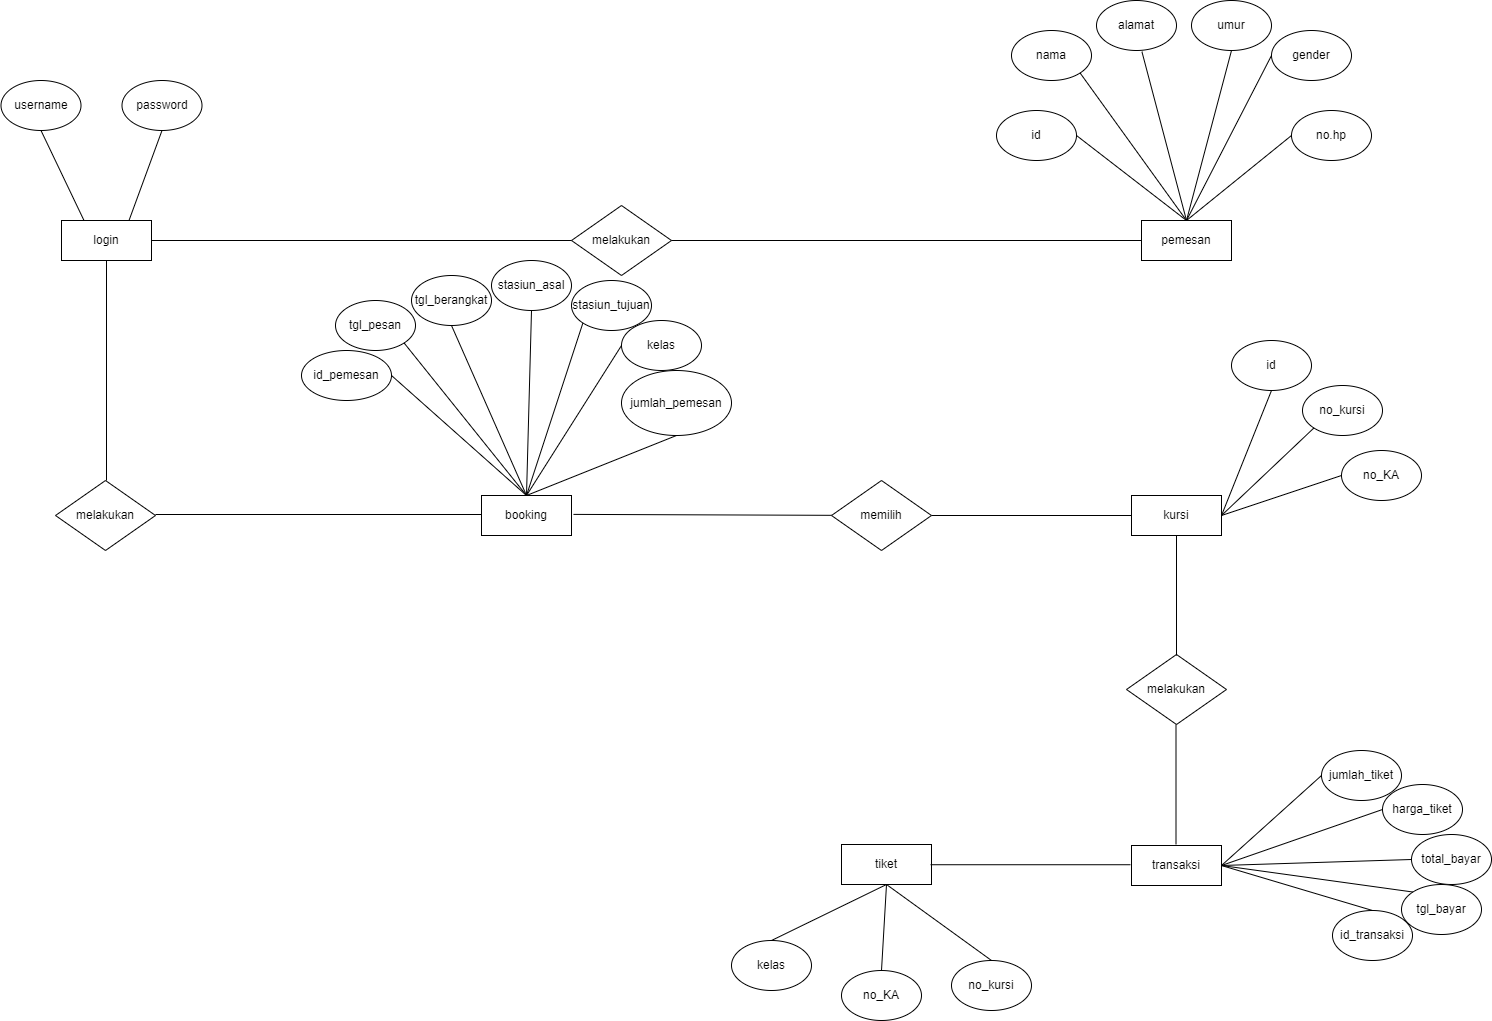 alamat
umur
nama
gender
username
password
id
no.hp
login
melakukan
pemesan
tgl_pesan
tgl_berangkat
stasiun_asal
stasiun_tujuan
id_pemesan
kelas
jumlah_pemesan
id
no_kursi
no_KA
melakukan
booking
memilih
kursi
melakukan
jumlah_tiket
harga_tiket
tiket
transaksi
total_bayar
tgl_bayar
id_transaksi
kelas
no_KA
no_kursi